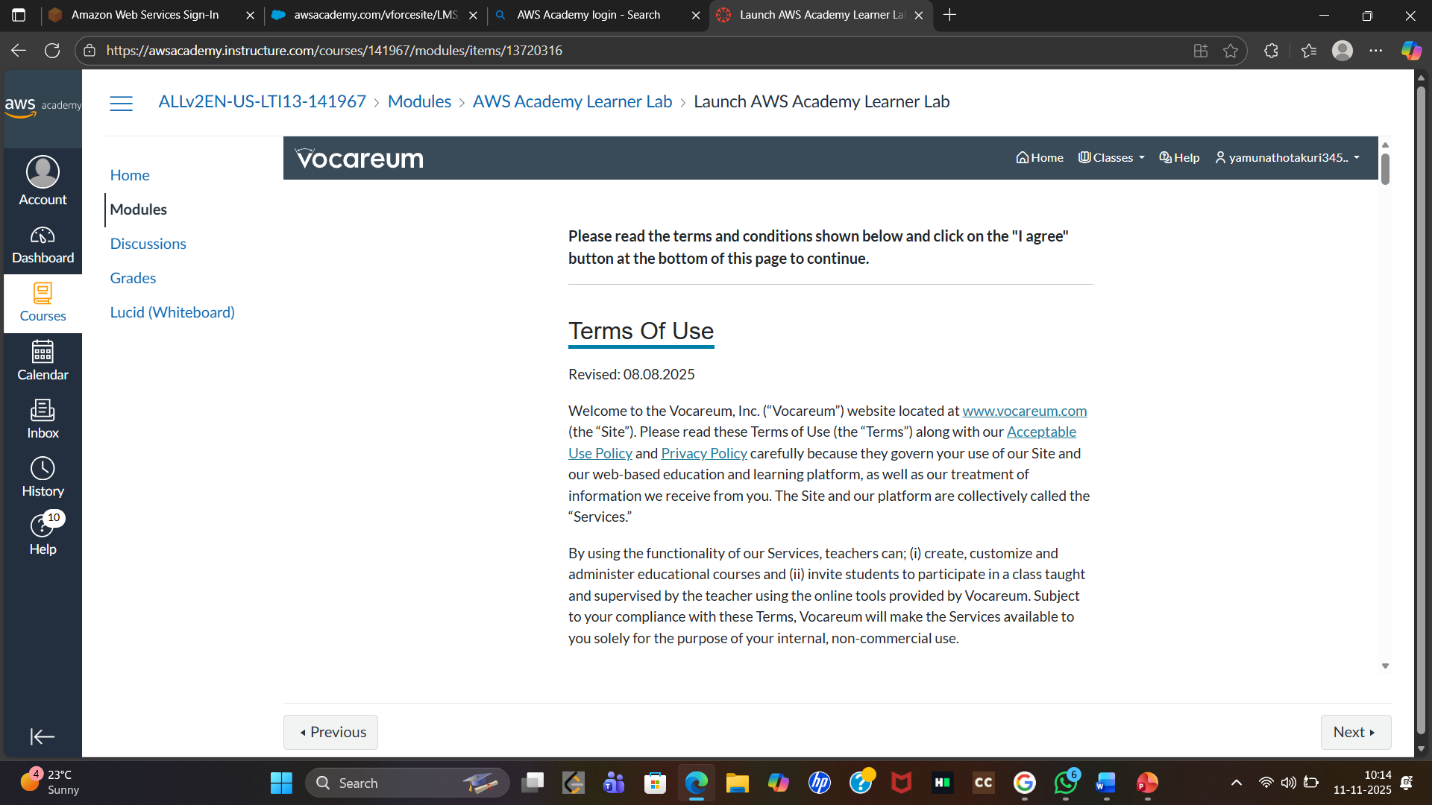 Amazon Web Services Sign-In
awsacademy.com/vforcesite/LMS
AWS Academy login - Search
Launch AWS Academy Learner La
https://awsacademy.instructure.com/courses/141967/modules/items/13720316
aws academy
Account
Dashboard
Courses
Calendar
Inbox
History
10
Help
ALLv2EN-US-LTI13-141967 > Modules > AWS Academy Learner Lab > Launch AWS Academy Learner Lab
Home
Modules
Discussions
Grades
Lucid (Whiteboard)
vocareum
Home Classes Help yamunathotakuri345..
Please read the terms and conditions shown below and click on the "I agree"
button at the bottom of this page to continue.
Terms Of Use
Revised: 08.08.2025
Welcome to the Vocareum, Inc. (“Vocareum”) website located at www.vocareum.com
(the “Site”). Please read these Terms of Use (the “Terms”) along with our Acceptable
Use Policy and Privacy Policy carefully because they govern your use of our Site and
our web-based education and learning platform, as well as our treatment of
information we receive from you. The Site and our platform are collectively called the
“Services.”
By using the functionality of our Services, teachers can; (i) create, customize and
administer educational courses and (ii) invite students to participate in a class taught
and supervised by the teacher using the online tools provided by Vocareum. Subject
to your compliance with these Terms, Vocareum will make the Services available to
you solely for the purpose of your internal, non-commercial use.
Previous
Next
4
23°C
Sunny
Search
hp
CC
6
10:14
11-11-2025